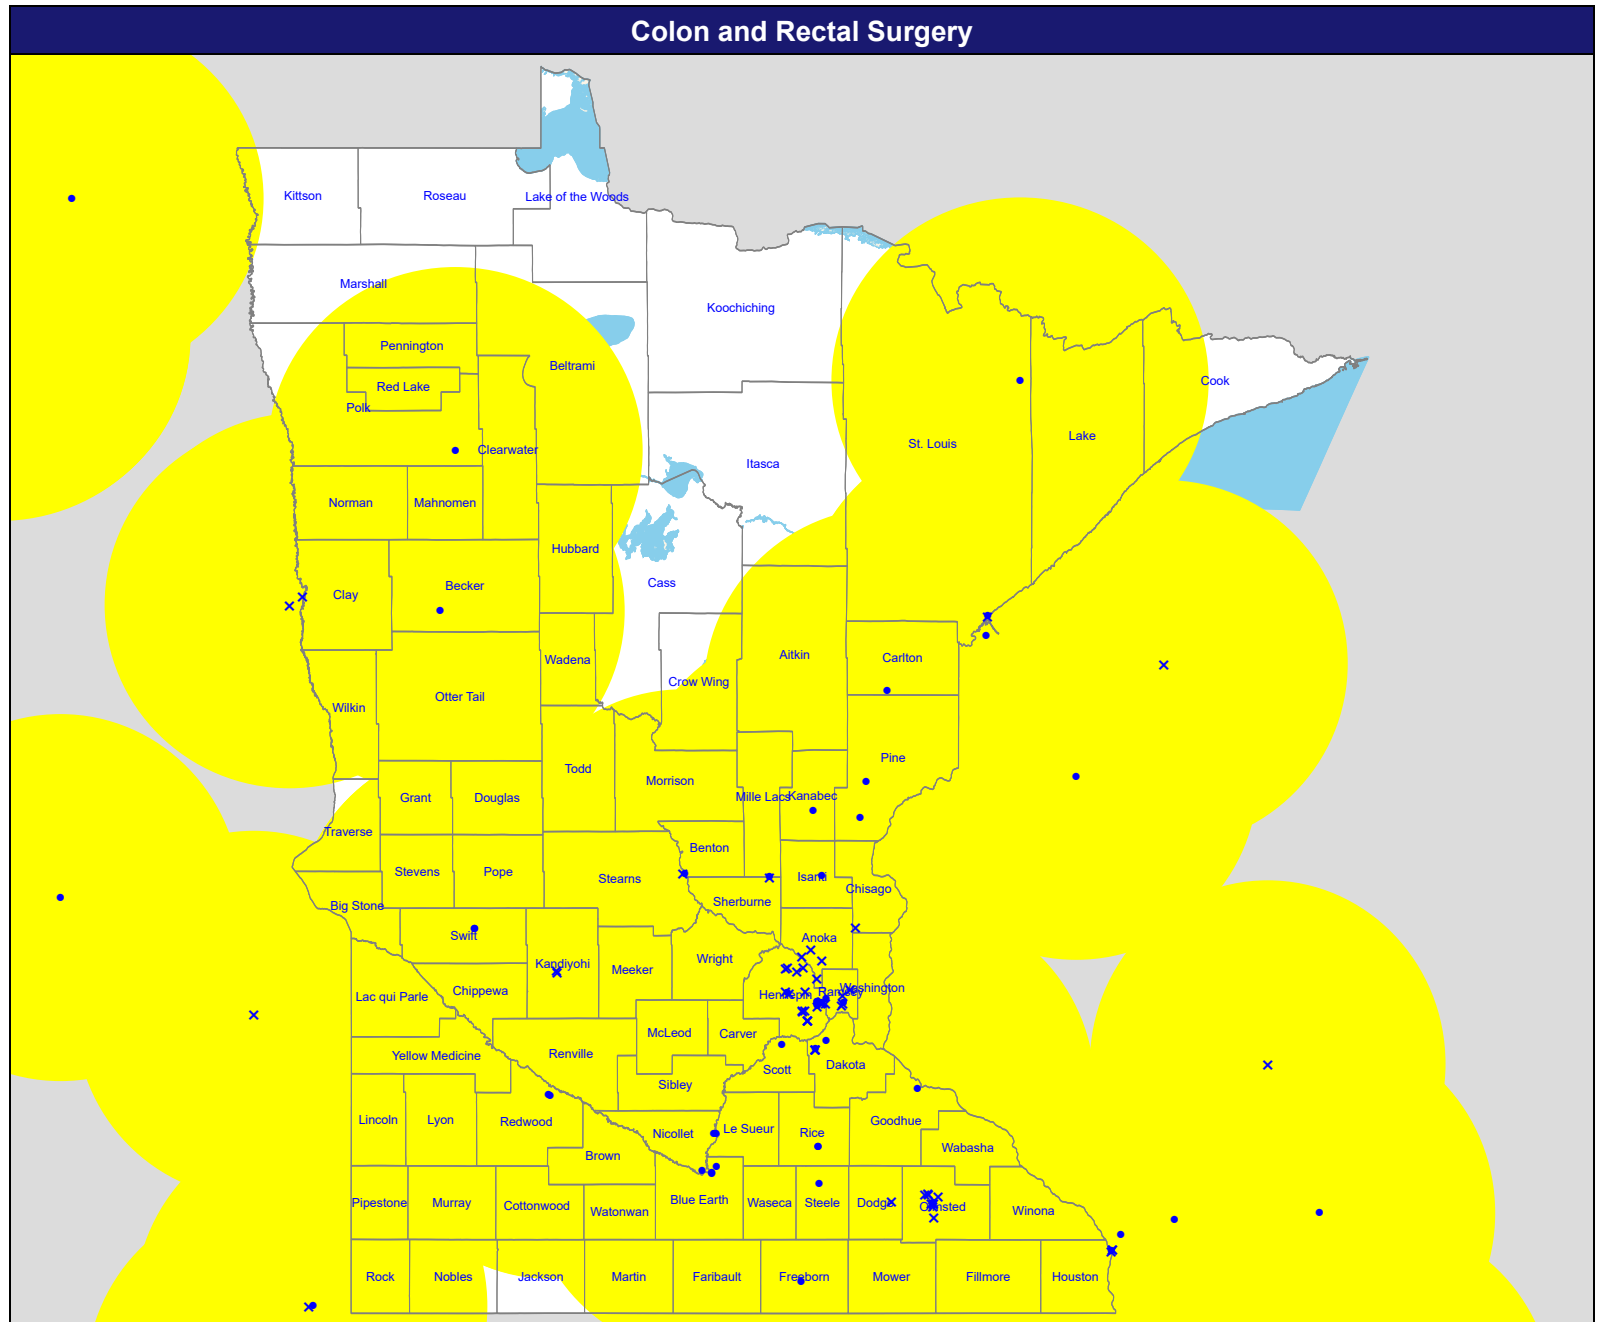 Colon and Rectal Surgery
Kittson
Roseau
Lake of the Woods
Marshall
Koochiching
Pennington
Beltrami
Red Lake
Polk
Cook
Lake
St. Louis
Clearwater
Itasca
Norman
Mahnomen
Hubbard
Cass
Becker
Clay
Aitkin
Carlton
Wadena
Crow Wing
Otter Tail
Wilkin
Pine
Todd
Morrison
Mille Lacs
Kanabec
Grant
Douglas
Traverse
Benton
Stevens
Pope
Stearns
Isanti
Chisago
Sherburne
Big Stone
Swift
Anoka
Kandiyohi
Meeker
Wright
Washington
Ramsey
Hennepin
Chippewa
Lac qui Parle
McLeod
Carver
Renville
Yellow Medicine
Scott
Dakota
Sibley
Lincoln
Lyon
Redwood
Nicollet
Le Sueur
Rice
Goodhue
Wabasha
Brown
Pipestone
Murray
Cottonwood
Watonwan
Blue Earth
Waseca
Steele
Dodge
Olmsted
Winona
Rock
Nobles
Jackson
Martin
Faribault
Freeborn
Mower
Fillmore
Houston